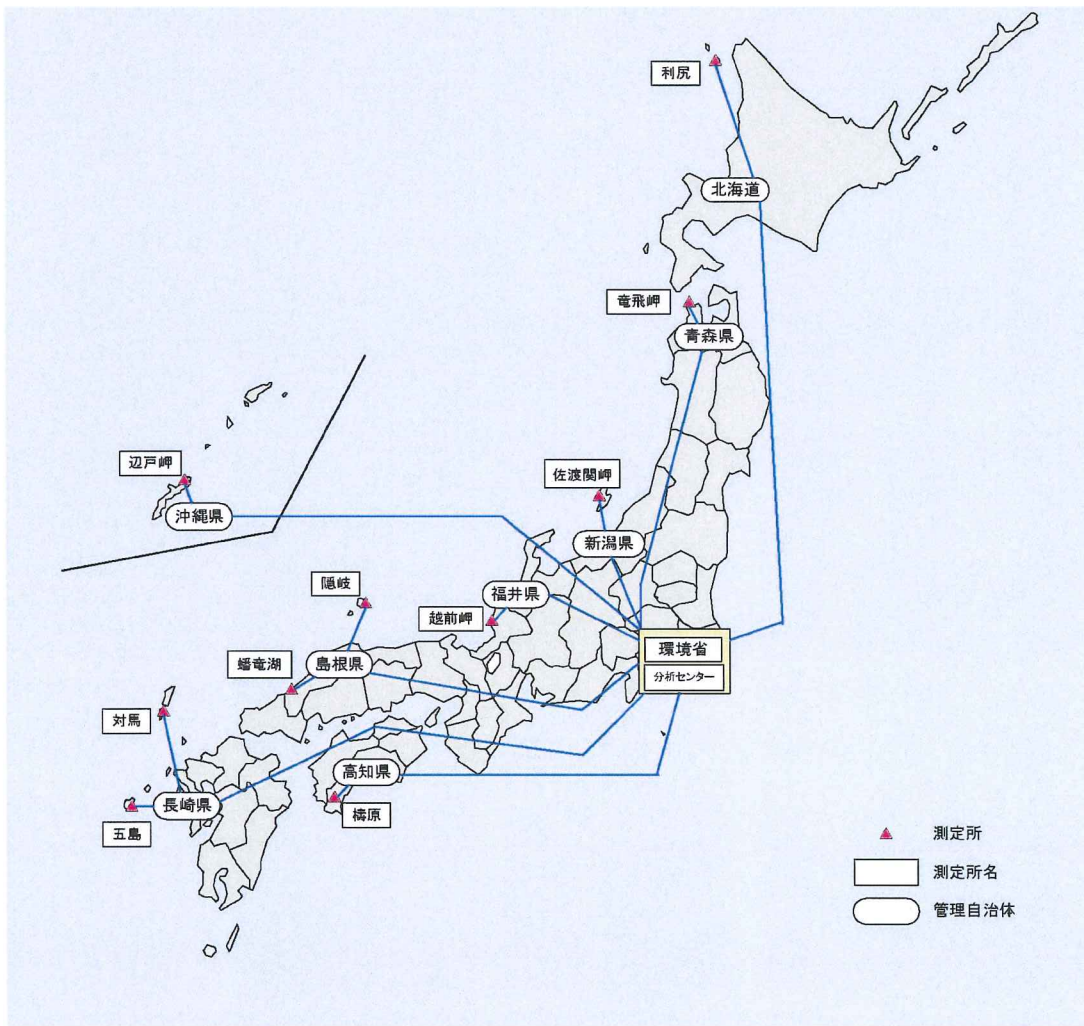 利尻
北海道
竜飛岬
青森県
辺戸岬
沖縄県
佐渡関岬
新潟県
隠岐
越前岬
福井県
環境省
分析センター
蟠竜湖
島根県
対馬
高知県
長崎県
五島
梼原
測定所
測定所名
管理自治体